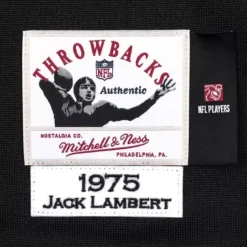 THROWBACKS
NFL
Authentic
NFL PLAYERS
NOSTALGIA CO.
Mitchell & Ness
PHILADELPHIA, PA.
1975
JACK LAMBERT